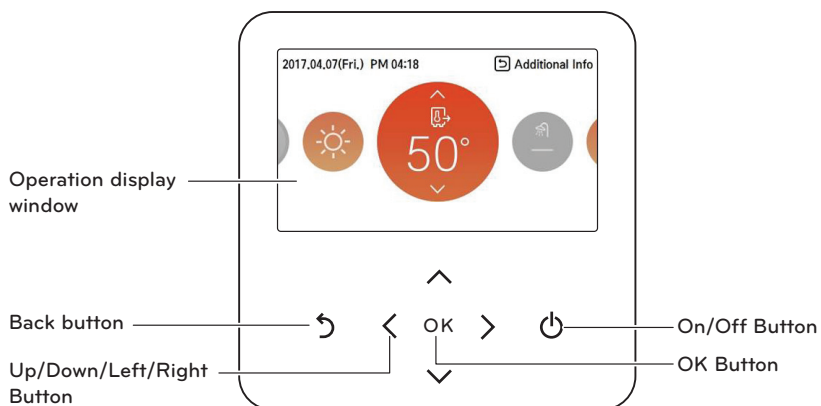 2017.04.07(Fri.) PM 04:18
Additional Info
50°
Operation display
window
Back button
OK
On/Off Button
Up/Down/Left/Right
Button
OK Button